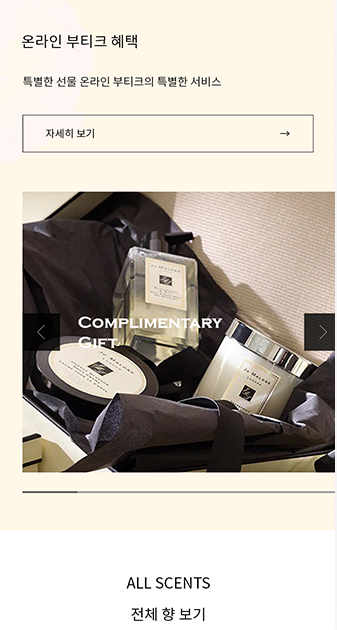 온라인 부티크 혜택
특별한 선물 온라인 부티크의 특별한 서비스
자세히 보기 →
Jo Malone
COMPLIMENTARY
GIFT
Jo Malone
LONDON
Jo Malone
LONDON
ALL SCENTS
전체 향 보기